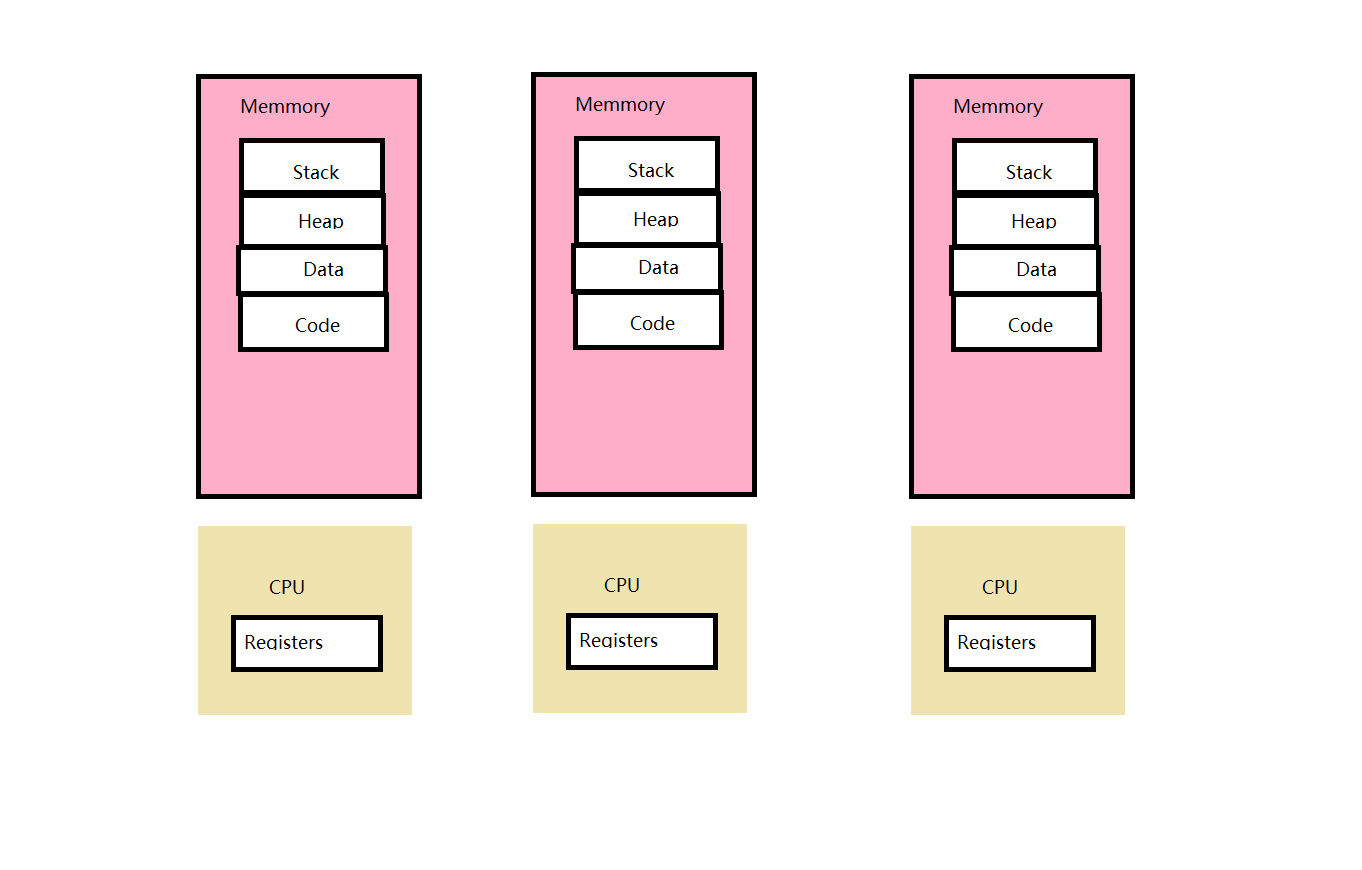 Memmory
Stack
Heap
Data
Code
CPU
Registers
Memmory
Stack
Heap
Data
Code
CPU
Registers
Memmory
Stack
Heap
Data
Code
CPU
Registers